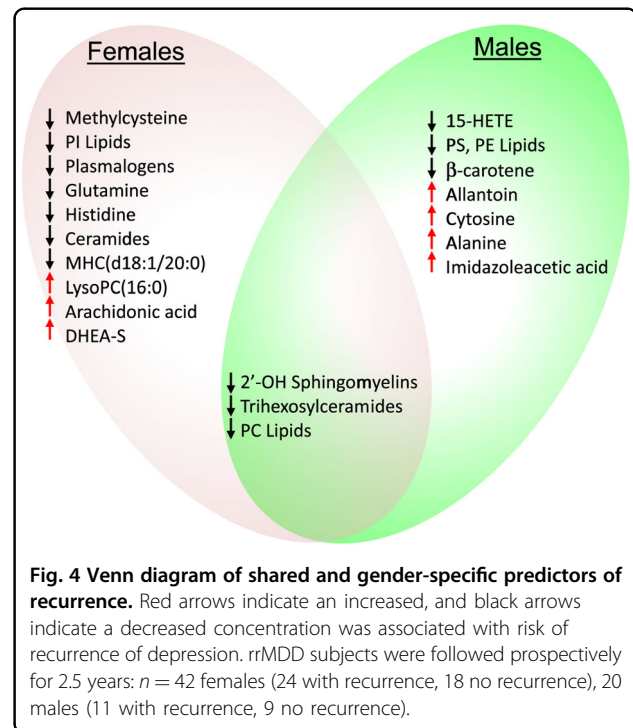 Females
Males
↓ Methylcysteine
↓ PI Lipids
↓ Plasmalogens
↓ Glutamine
↓ Histidine
↓ Ceramides
↓ MHC(d18:1/20:0)
↑ LysoPC(16:0)
↑ Arachidonic acid
↑ DHEA-S
↓ 15-HETE
↓ PS, PE Lipids
↓ β-carotene
↑ Allantoin
↑ Cytosine
↑ Alanine
↑ Imidazoleacetic acid
↓ 2’-OH Sphingomyelins
↓ Trihexosylceramides
↓ PC Lipids
Fig. 4 Venn diagram of shared and gender-specific predictors of
recurrence. Red arrows indicate an increased, and black arrows
indicate a decreased concentration was associated with risk of
recurrence of depression. rrMDD subjects were followed prospectively
for 2.5 years: n = 42 females (24 with recurrence, 18 no recurrence), 20
males (11 with recurrence, 9 no recurrence).